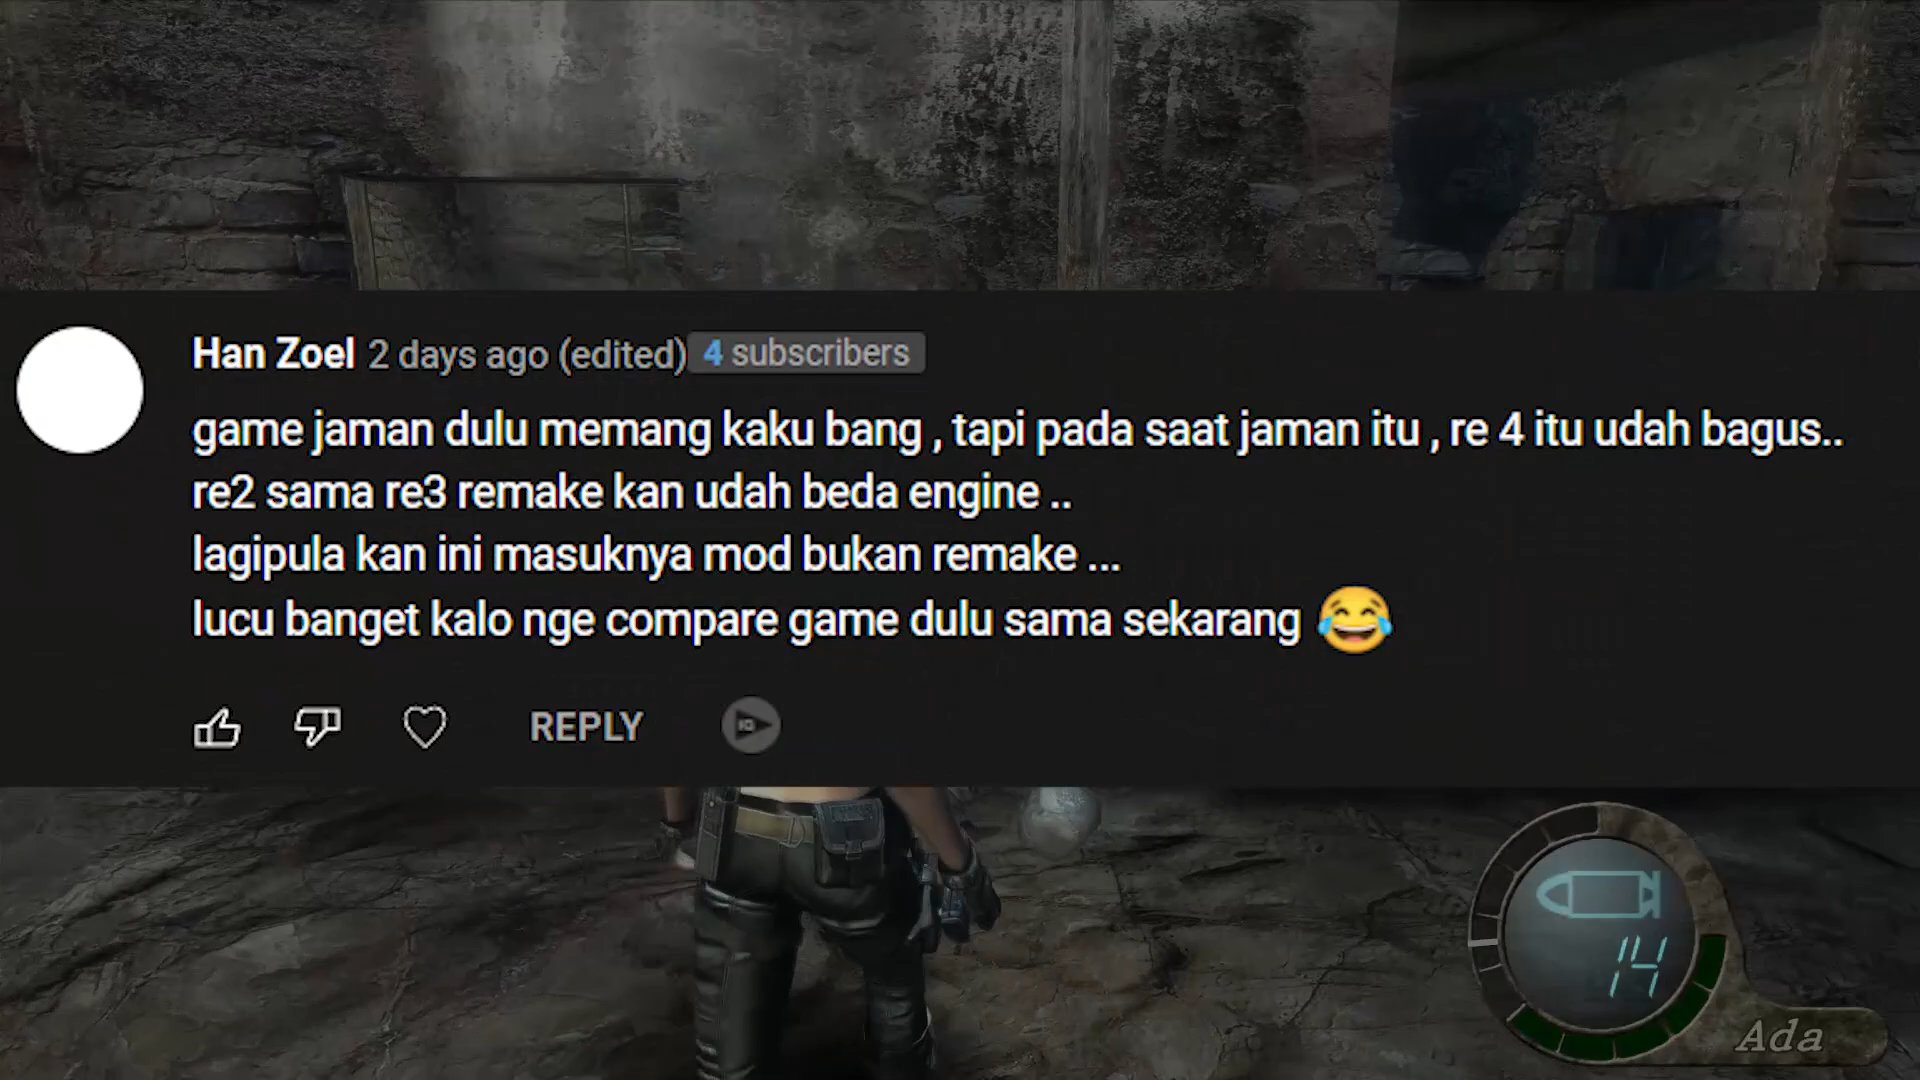 Han Zoel 2 days ago (edited) 4 subscribers
game jaman dulu memang kaku bang , tapi pada saat jaman itu , re 4 itu udah bagus..
re2 sama re3 remake kan udah beda engine ..
lagipula kan ini masuknya mod bukan remake ...
lucu banget kalo nge compare game dulu sama sekarang 😂
REPLY
14
Ada